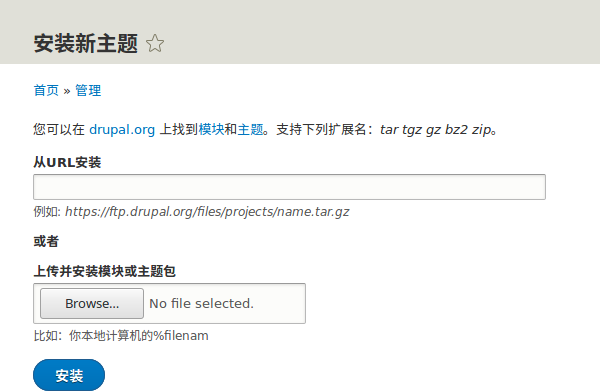 安装新主题
首页 » 管理
您可以在 drupal.org 上找到模块和主题。支持下列扩展名：tar tgz gz bz2 zip。
从URL安装
例如: https://ftp.drupal.org/files/projects/name.tar.gz
或者
上传并安装模块或主题包
Browse... No file selected.
比如：你本地计算机的%filenam
安装